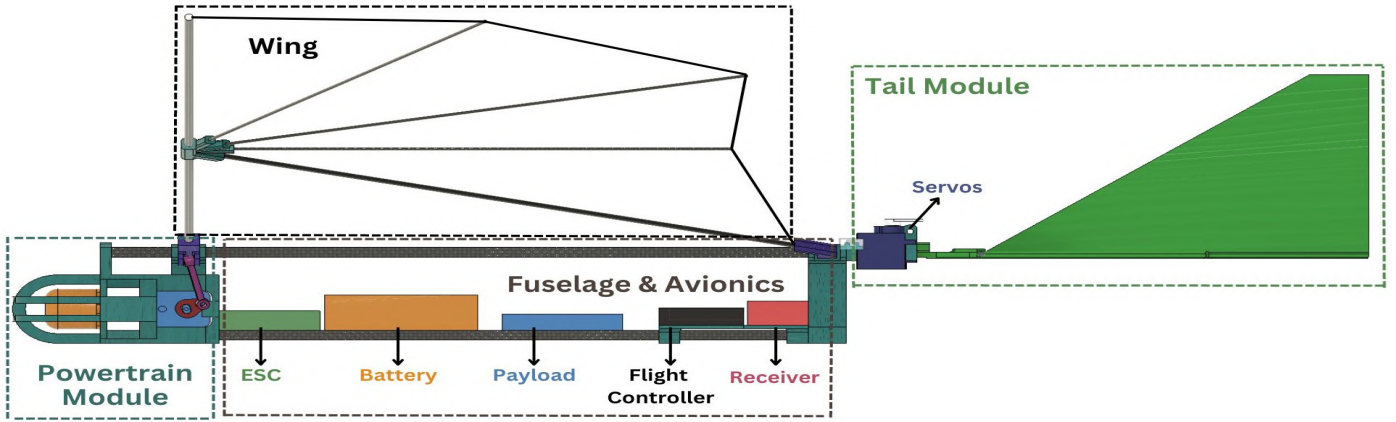 Wing
Tail Module
Servos
Fuselage & Avionics
Powertrain
Module
ESC
Battery
Payload
Flight
Controller
Receiver